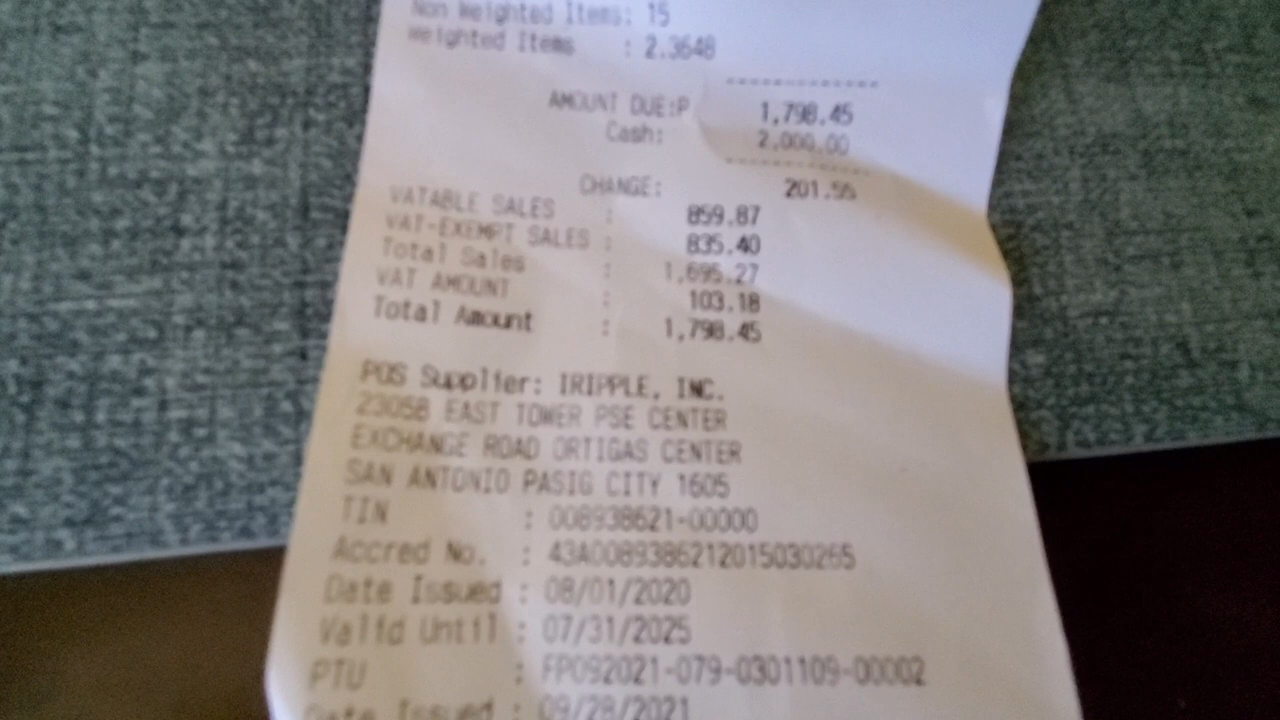 Non Weighted Items: 15
Weighted Items : 2.3648
AMOUNT DUE:P 1,798.45
Cash: 2,000.00
CHANGE: 201.55
VATABLE SALES : 859.87
VAT-EXEMPT SALES : 835.40
Total Sales : 1,695.27
VAT AMOUNT : 103.18
Total Amount : 1,798.45
POS Supplier: IRIPPLE, INC.
2305B EAST TOWER PSE CENTER
EXCHANGE ROAD ORTIGAS CENTER
SAN ANTONIO PASIG CITY 1605
TIN : 008938621-00000
Accred No. : 43A0089386212015030265
Date Issued : 08/01/2020
Valid Until : 07/31/2025
PTU : FP092021-079-0301109-00002
Date Issued : 09/28/2021